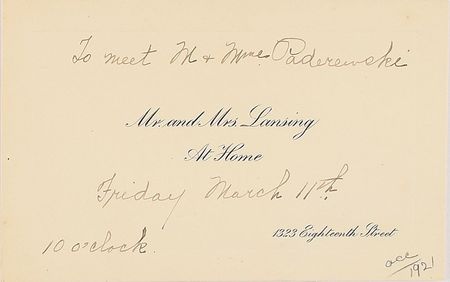 To meet M & Mme Paderewski
Mr. and Mrs. Lansing
At Home
Friday March 11th
1323 Eighteenth Street
10 o'clock.
acc
1921